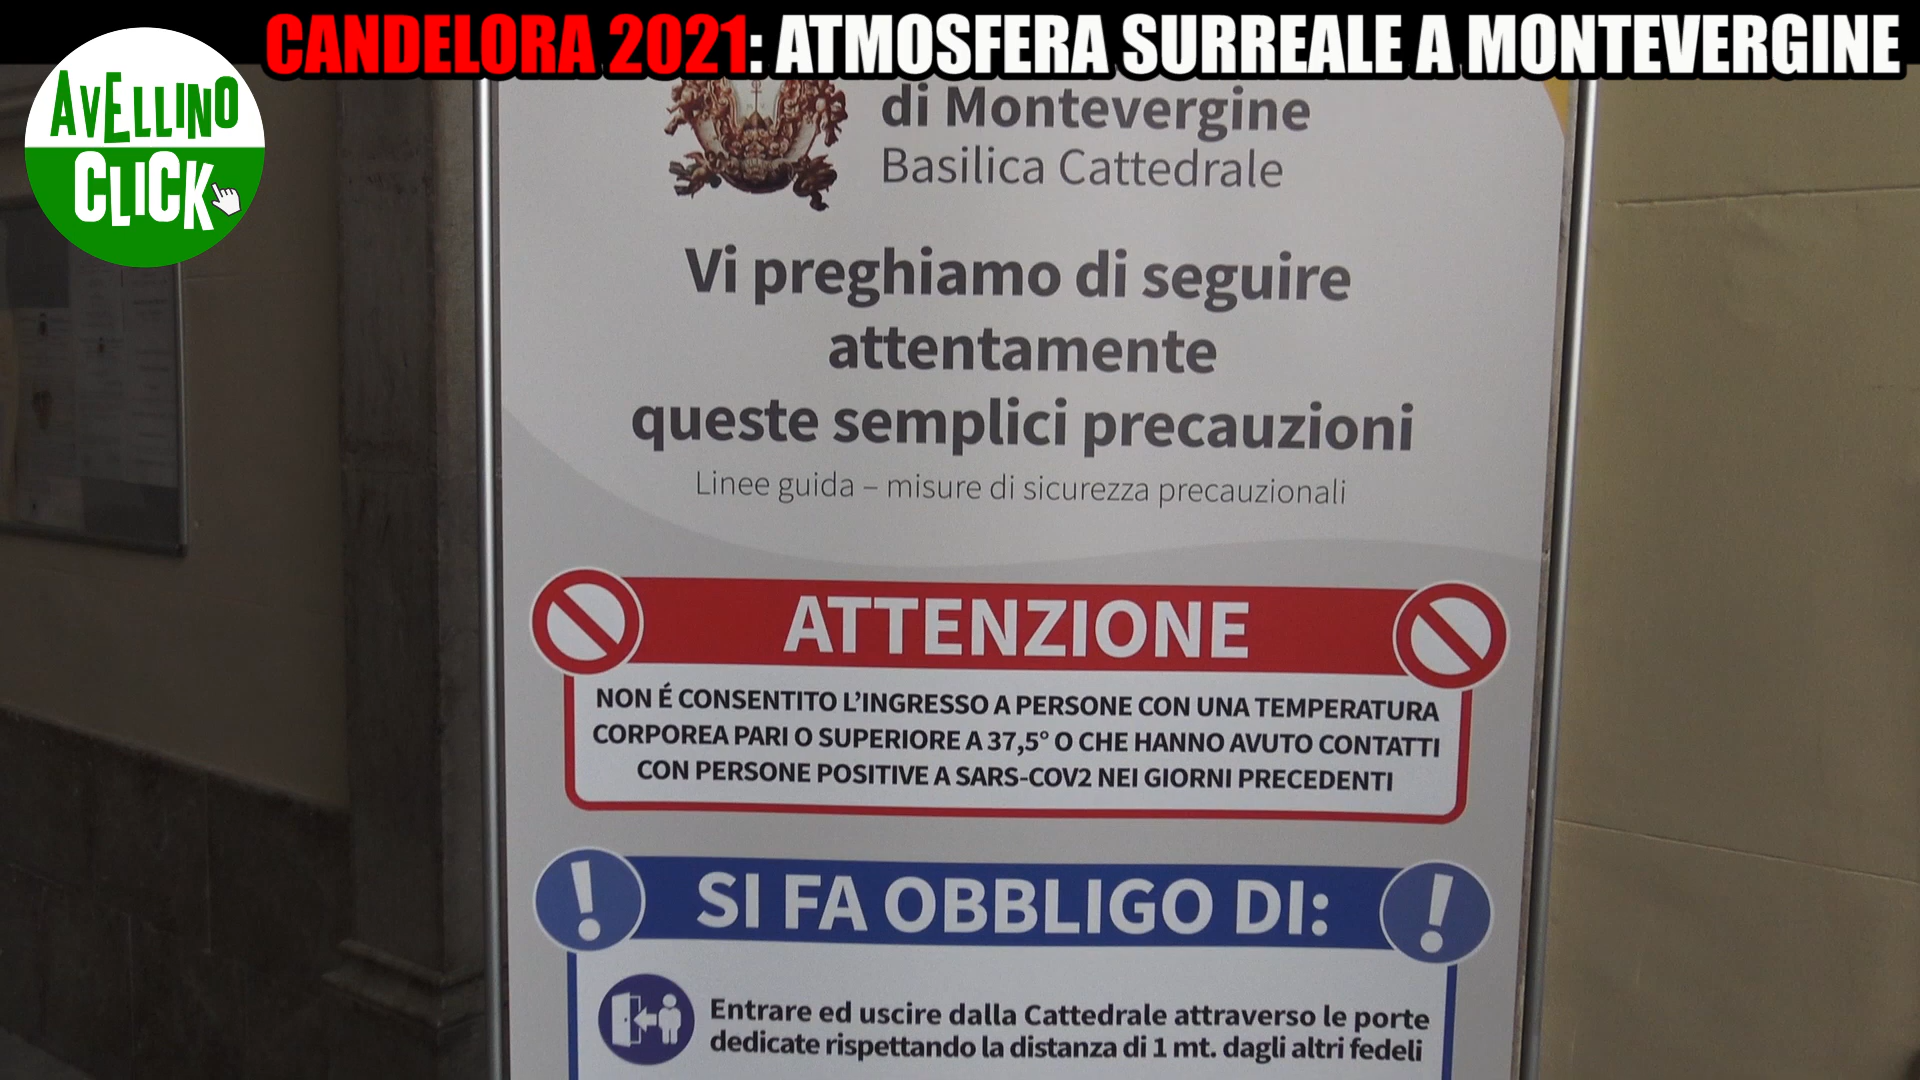 CANDELORA 2021: ATMOSFERA SURREALE A MONTEVERGINE
AVELLINO
CLICK
di Montevergine
Basilica Cattedrale
Vi preghiamo di seguire
attentamente
queste semplici precauzioni
Linee guida – misure di sicurezza precauzionali
ATTENZIONE
NON É CONSENTITO L'INGRESSO A PERSONE CON UNA TEMPERATURA
CORPOREA PARI O SUPERIORE A 37,5° O CHE HANNO AVUTO CONTATTI
CON PERSONE POSITIVE A SARS-COV2 NEI GIORNI PRECEDENTI
SI FA OBBLIGO DI:
Entrare ed uscire dalla Cattedrale attraverso le porte
dedicate rispettando la distanza di 1 mt. dagli altri fedeli